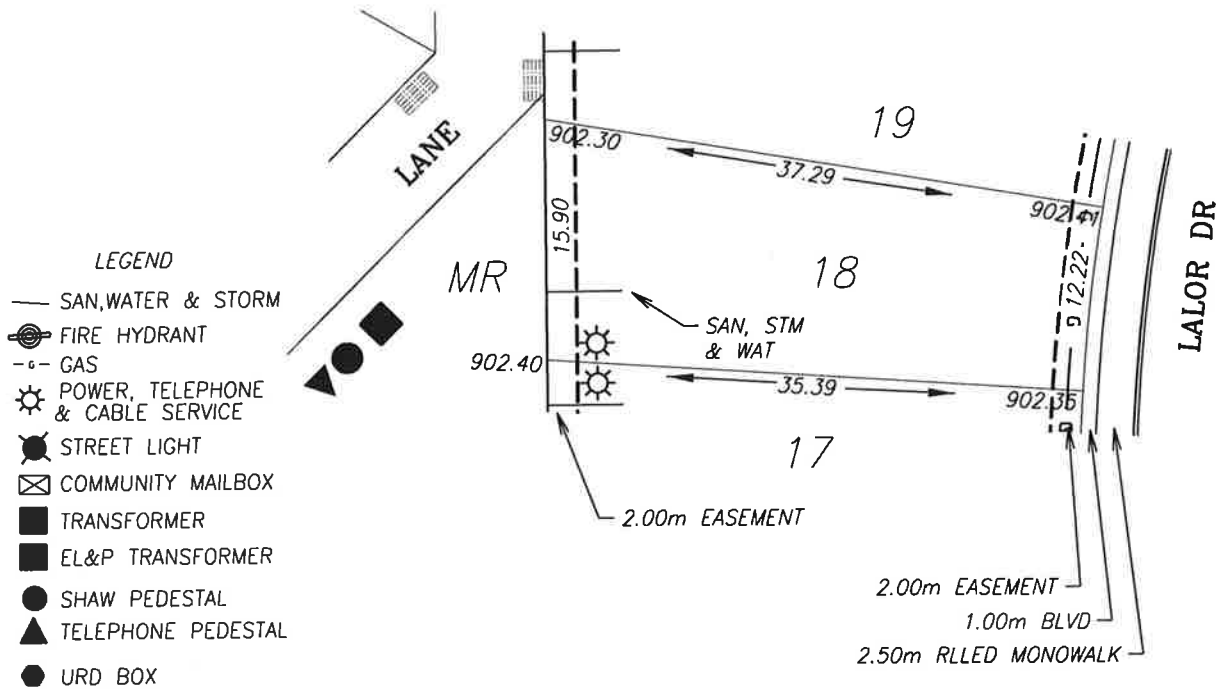 19
LANE
902.30
37.29
902.41
15.90
12.22
G
LALOR DR
MR
18
SAN, STM
& WAT
902.40
35.39
902.35
17
2.00m EASEMENT
2.00m EASEMENT
1.00m BLVD
2.50m RLLED MONOWALK
LEGEND
SAN,WATER & STORM
FIRE HYDRANT
-G- GAS
POWER, TELEPHONE
& CABLE SERVICE
STREET LIGHT
COMMUNITY MAILBOX
TRANSFORMER
EL&P TRANSFORMER
SHAW PEDESTAL
TELEPHONE PEDESTAL
URD BOX